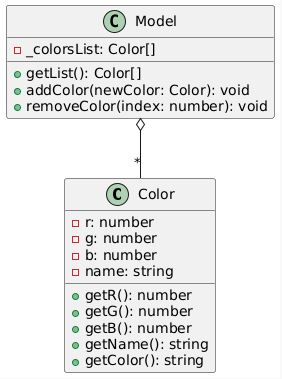 C Model
_colorsList: Color[]
getList(): Color[]
addColor(newColor: Color): void
removeColor(index: number): void
*
C Color
r: number
g: number
b: number
name: string
getR(): number
getG(): number
getB(): number
getName(): string
getColor(): string